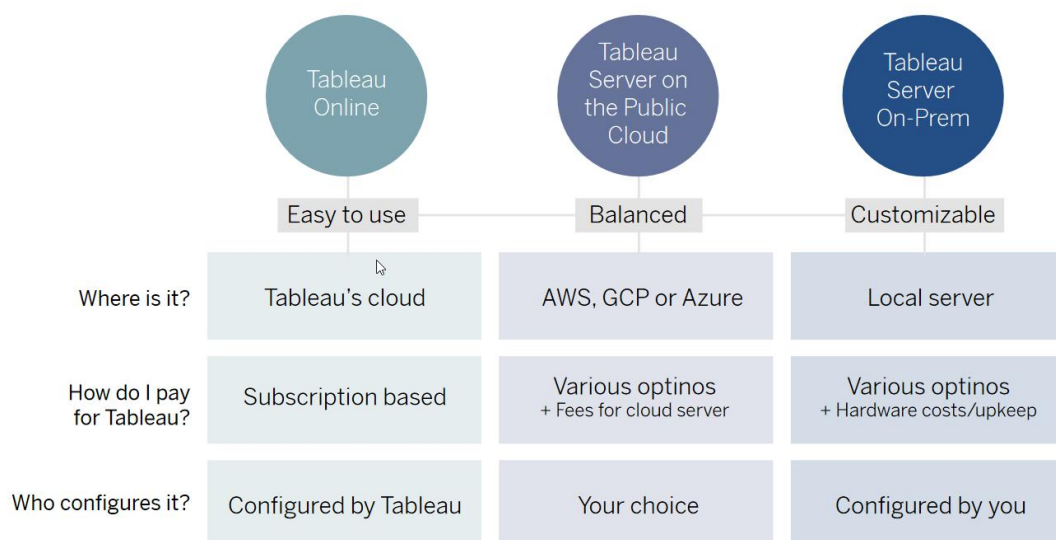 Tableau
Online
Tableau
Server on
the Public
Cloud
Tableau
Server
On-Prem
Easy to use
Balanced
Customizable
Where is it?
Tableau's cloud
AWS, GCP or Azure
Local server
How do I pay
for Tableau?
Subscription based
Various optinos
+ Fees for cloud server
Various optinos
+ Hardware costs/upkeep
Who configures it?
Configured by Tableau
Your choice
Configured by you